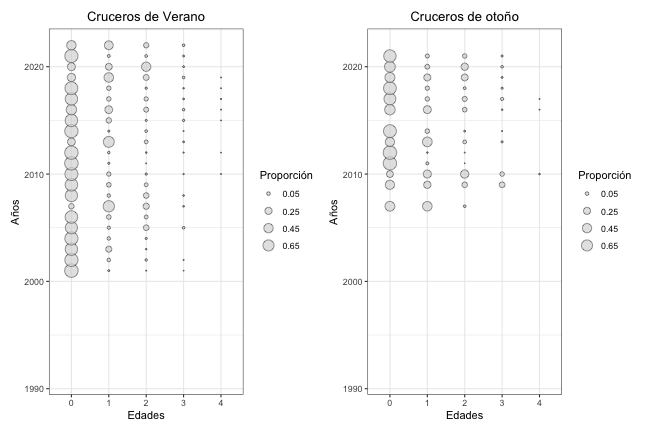 Cruceros de Verano
Años
2020
2010
2000
1990
0 1 2 3 4
Edades
Proporción
0.05
0.25
0.45
0.65
Cruceros de otoño
Años
2020
2010
2000
1990
0 1 2 3 4
Edades
Proporción
0.05
0.25
0.45
0.65